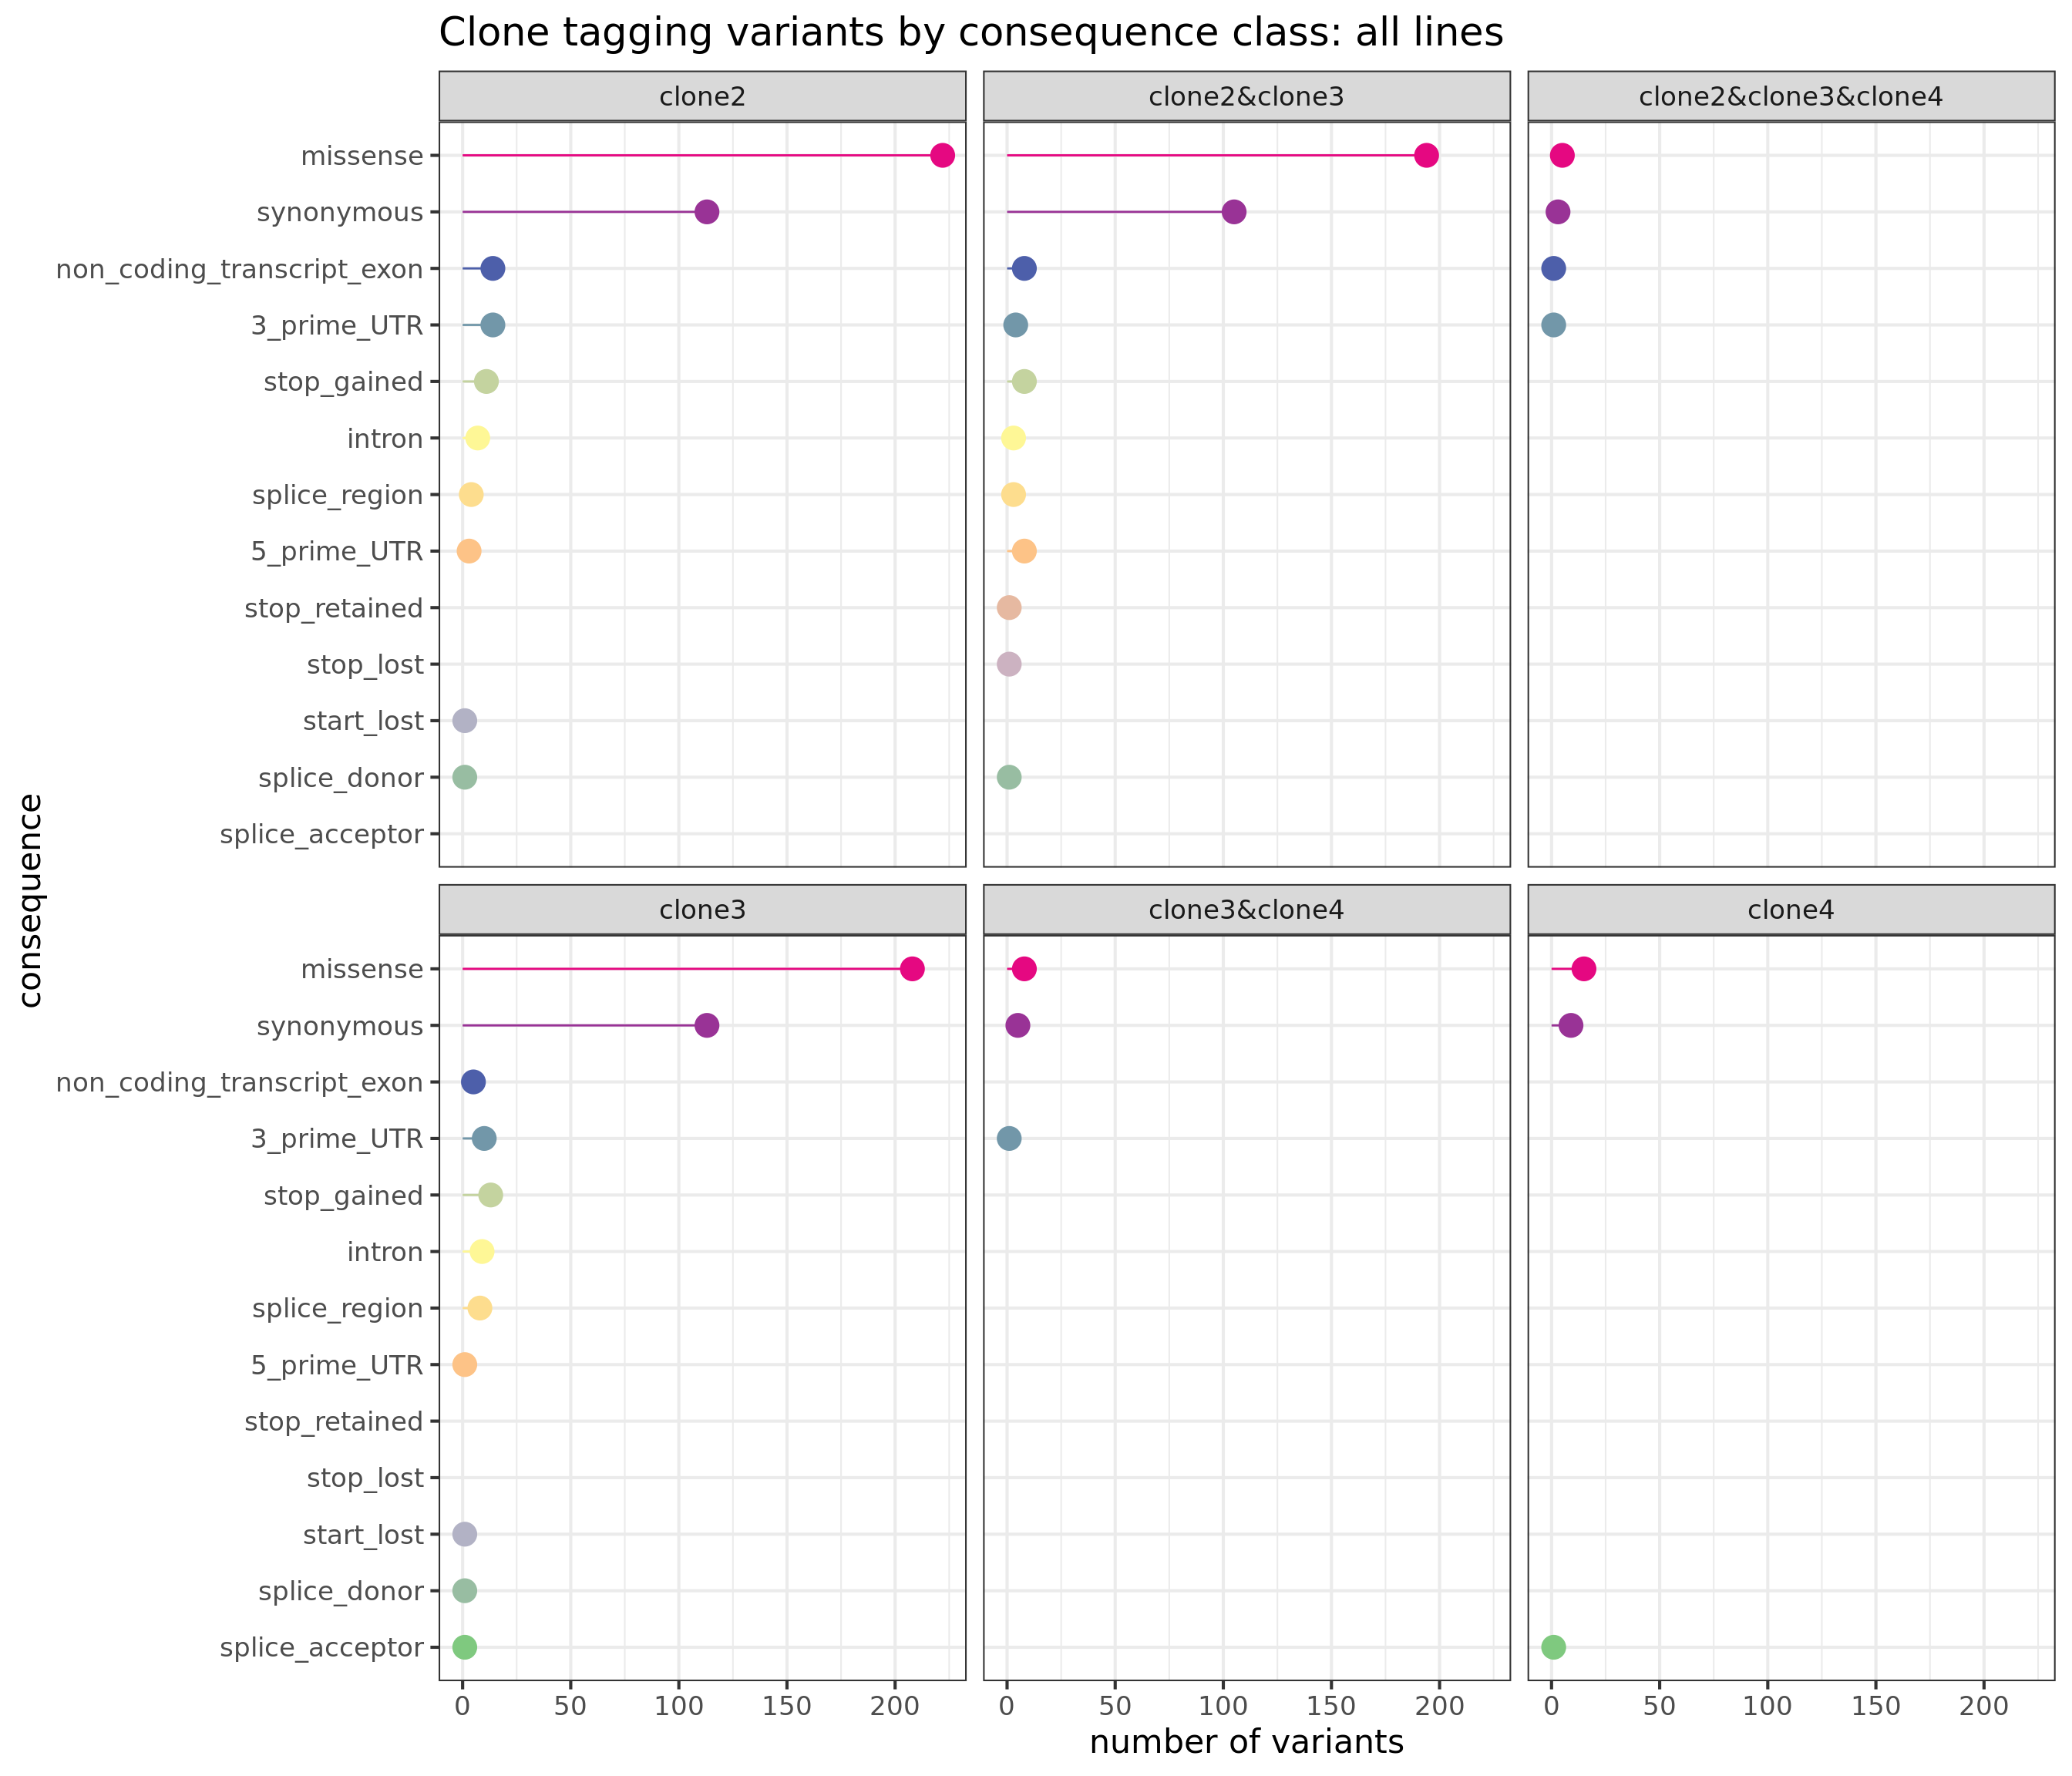 Clone tagging variants by consequence class: all lines
clone2 clone2&clone3 clone2&clone3&clone4
missense
synonymous
non_coding_transcript_exon
3_prime_UTR
stop_gained
intron
splice_region
5_prime_UTR
stop_retained
stop_lost
start_lost
splice_donor
splice_acceptor
consequence
clone3 clone3&clone4 clone4
missense
synonymous
non_coding_transcript_exon
3_prime_UTR
stop_gained
intron
splice_region
5_prime_UTR
stop_retained
stop_lost
start_lost
splice_donor
splice_acceptor
0 50 100 150 200 0 50 100 150 200 0 50 100 150 200
number of variants